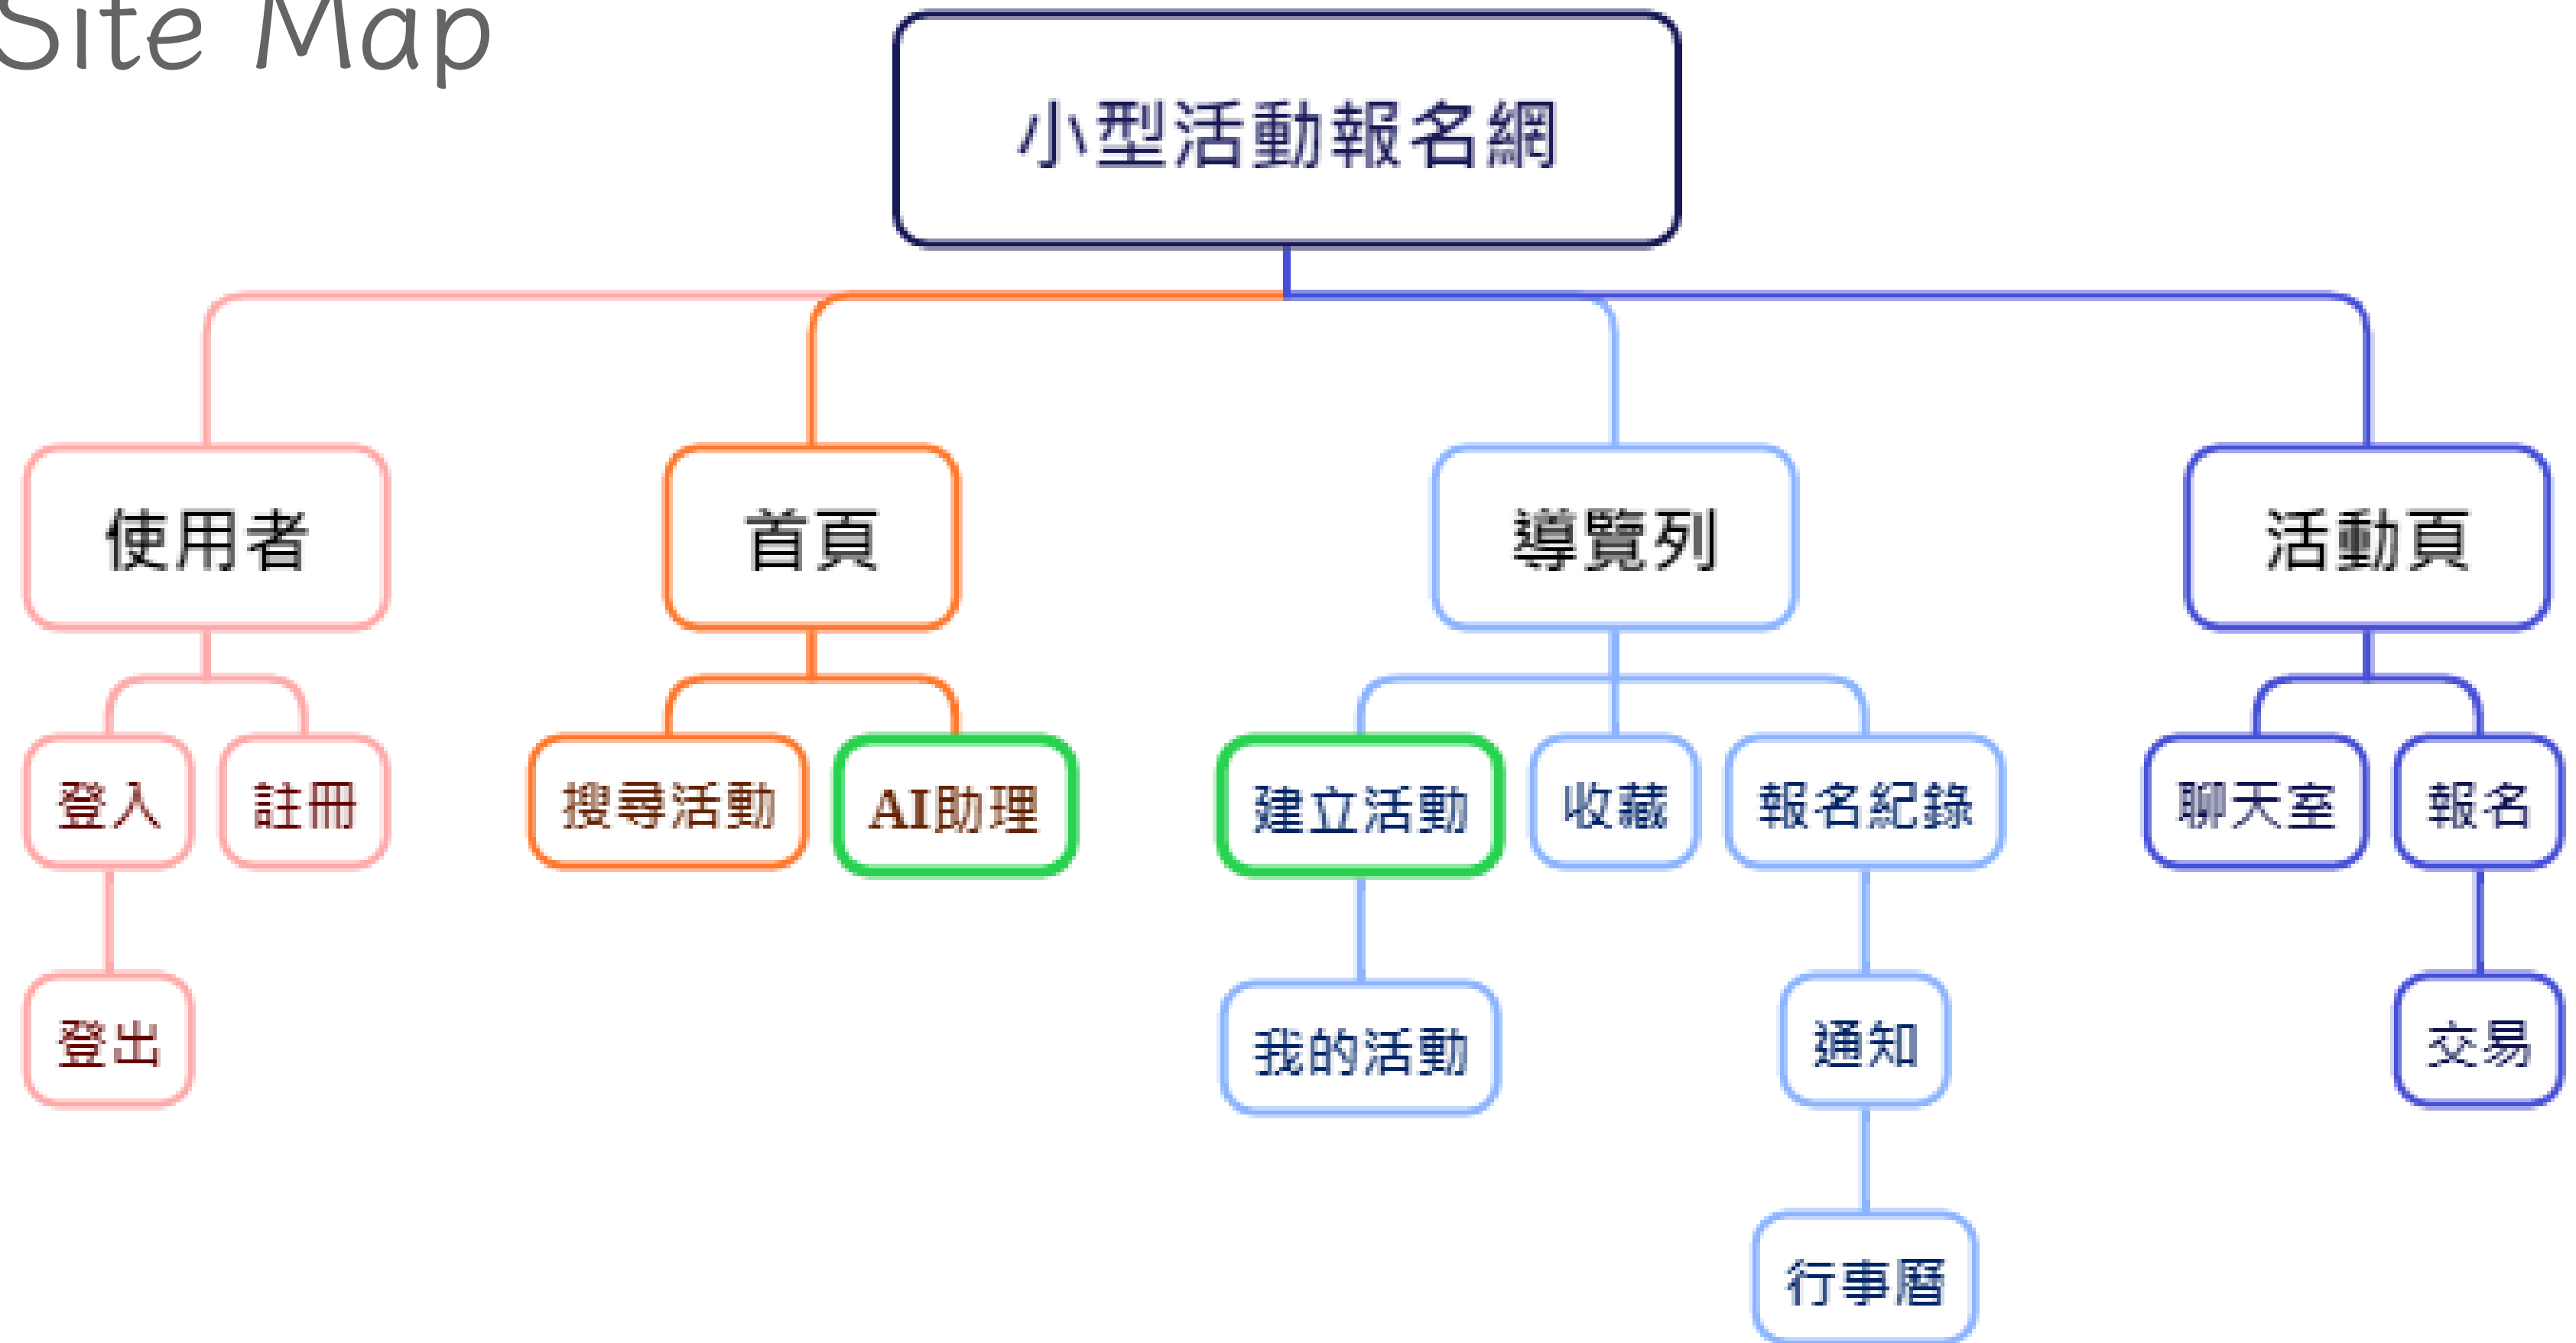 Site Map
小型活動報名網
使用者
首頁
導覽列
活動頁
登入
註冊
搜尋活動
AI助理
建立活動
收藏
報名紀錄
聊天室
報名
登出
我的活動
通知
交易
行事曆